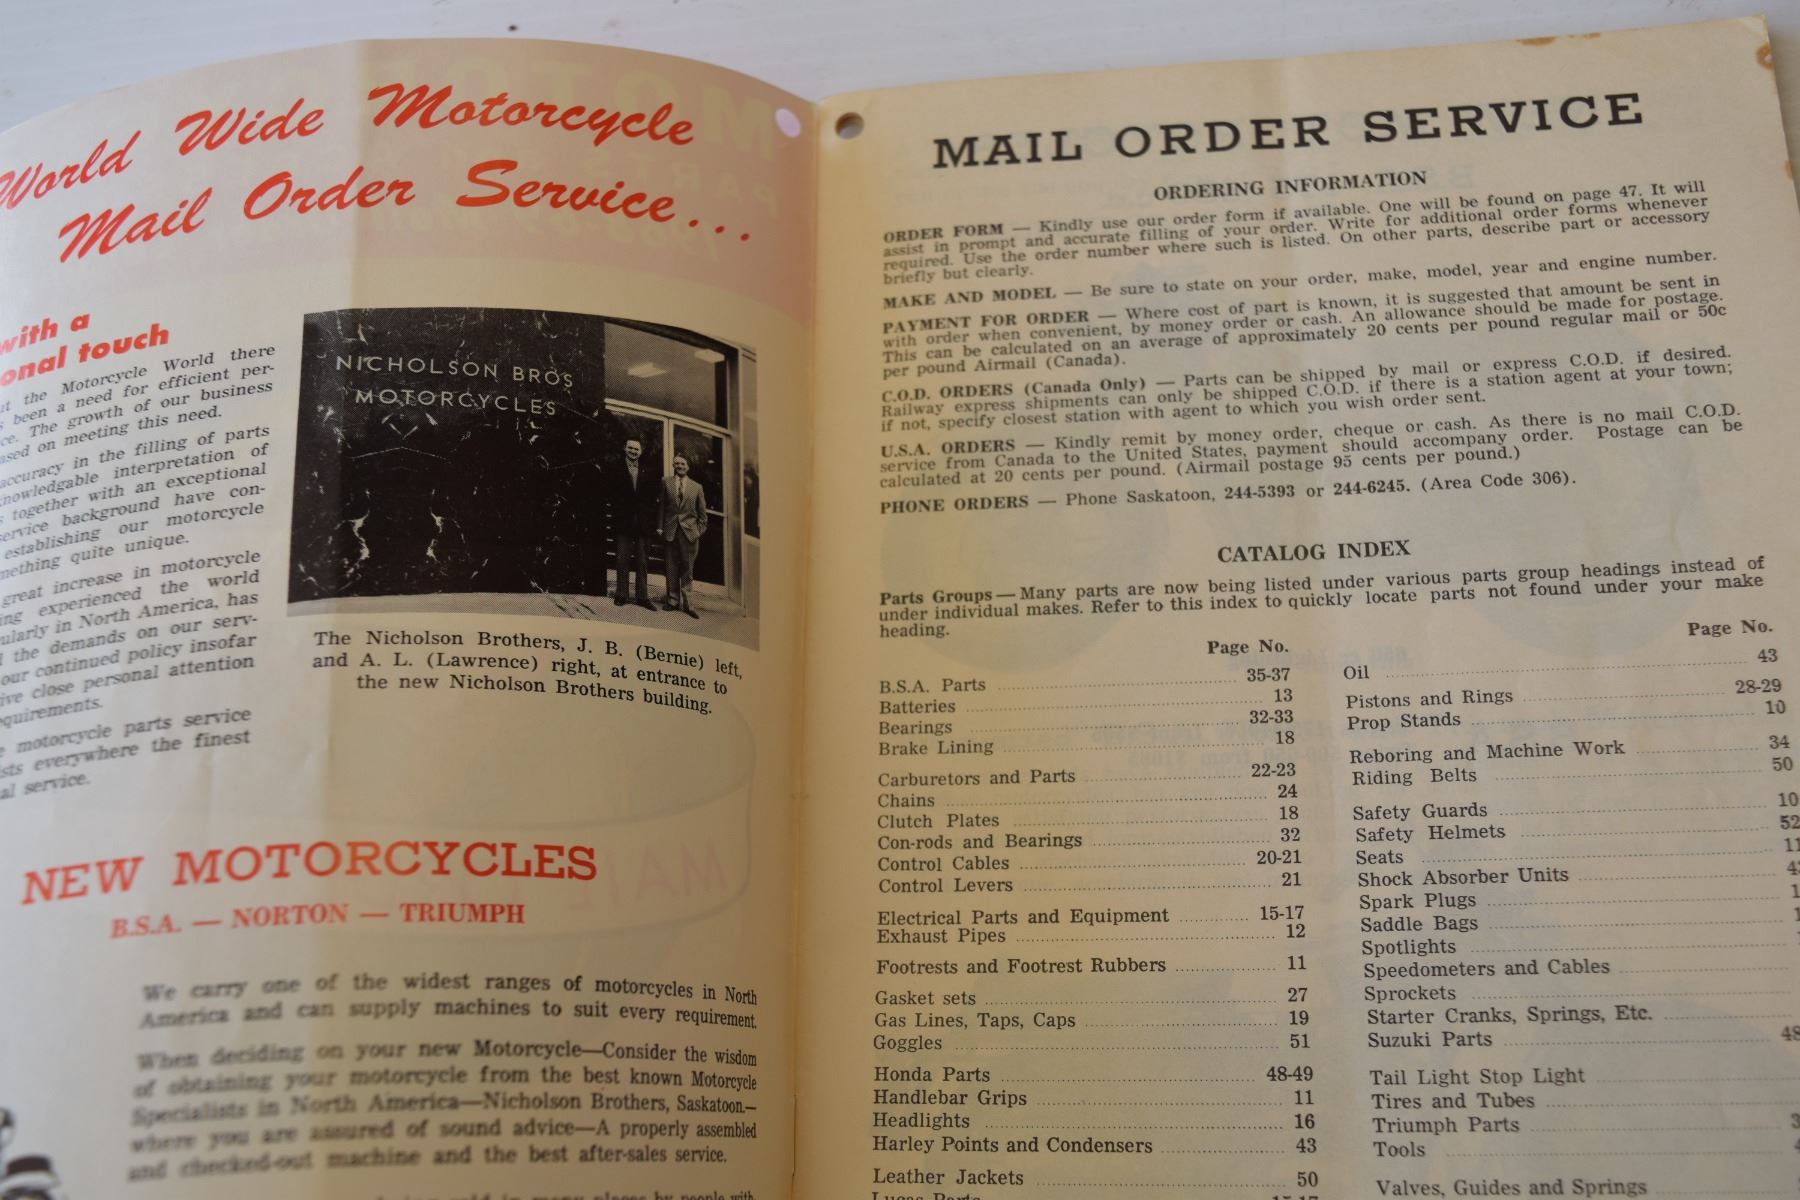 World Wide Motorcycle
Mail Order Service...
with a
onal touch
the Motorcycle World there
been a need for efficient per-
The growth of our business
based on meeting this need.
accuracy in the filling of parts
knowledgable interpretation of
together with an exceptional
service background have con-
establishing our motorcycle
something quite unique.
great increase in motorcycle
experienced the world
in North America, has
the demands on our serv-
our continued policy insofar
close personal attention
requirements.
motorcycle parts service
everywhere the finest
service.
NICHOLSON BROS
MOTORCYCLES
The Nicholson Brothers, J. B. (Bernie) left,
and A. L. (Lawrence) right, at entrance to
the new Nicholson Brothers building.
NEW MOTORCYCLES
B.S.A. — NORTON — TRIUMPH
We carry one of the widest ranges of motorcycles in North
America and can supply machines to suit every requirement.
When deciding on your new Motorcycle—Consider the wisdom
of obtaining your motorcycle from the best known Motorcycle
Specialists in North America—Nicholson Brothers, Saskatoon—
where you are assured of sound advice—A properly assembled
and checked-out machine and the best after-sales service.
in many places by people with
MAIL ORDER SERVICE
ORDERING INFORMATION
ORDER FORM — Kindly use our order form if available. One will be found on page 47. It will
assist in prompt and accurate filling of your order. Write for additional order forms whenever
required. Use the order number where such is listed. On other parts, describe part or accessory
briefly but clearly.
MAKE AND MODEL — Be sure to state on your order, make, model, year and engine number.
PAYMENT FOR ORDER — Where cost of part is known, it is suggested that amount be sent in
with order when convenient, by money order or cash. An allowance should be made for postage.
This can be calculated on an average of approximately 20 cents per pound regular mail or 50c
per pound Airmail (Canada).
C.O.D. ORDERS (Canada Only) — Parts can be shipped by mail or express C.O.D. if desired.
Railway express shipments can only be shipped C.O.D. if there is a station agent at your town;
if not, specify closest station with agent to which you wish order sent.
U.S.A. ORDERS — Kindly remit by money order, cheque or cash. As there is no mail C.O.D.
service from Canada to the United States, payment should accompany order. Postage can be
calculated at 20 cents per pound. (Airmail postage 95 cents per pound.)
PHONE ORDERS — Phone Saskatoon, 244-5393 or 244-6245. (Area Code 306).
CATALOG INDEX
Parts Groups — Many parts are now being listed under various parts group headings instead of
under individual makes. Refer to this index to quickly locate parts not found under your make
heading.
Page No.
B.S.A. Parts 35-37
Batteries 13
Bearings 32-33
Brake Lining 18
Carburetors and Parts 22-23
Chains 24
Clutch Plates 18
Con-rods and Bearings 32
Control Cables 20-21
Control Levers 21
Electrical Parts and Equipment 15-17
Exhaust Pipes 12
Footrests and Footrest Rubbers 11
Gasket sets 27
Gas Lines, Taps, Caps 19
Goggles 51
Honda Parts 48-49
Handlebar Grips 11
Headlights 16
Harley Points and Condensers 43
Leather Jackets 50
Lucas Parts 15-17
Page No.
Oil 43
Pistons and Rings 28-29
Prop Stands 10
Reboring and Machine Work 34
Riding Belts 50
Safety Guards 10
Safety Helmets 52
Seats 11
Shock Absorber Units 4
Spark Plugs 1
Saddle Bags 1
Spotlights
Speedometers and Cables
Sprockets
Starter Cranks, Springs, Etc.
Suzuki Parts 48
Tail Light Stop Light
Tires and Tubes
Triumph Parts 3
Tools 4
Valves, Guides and Springs